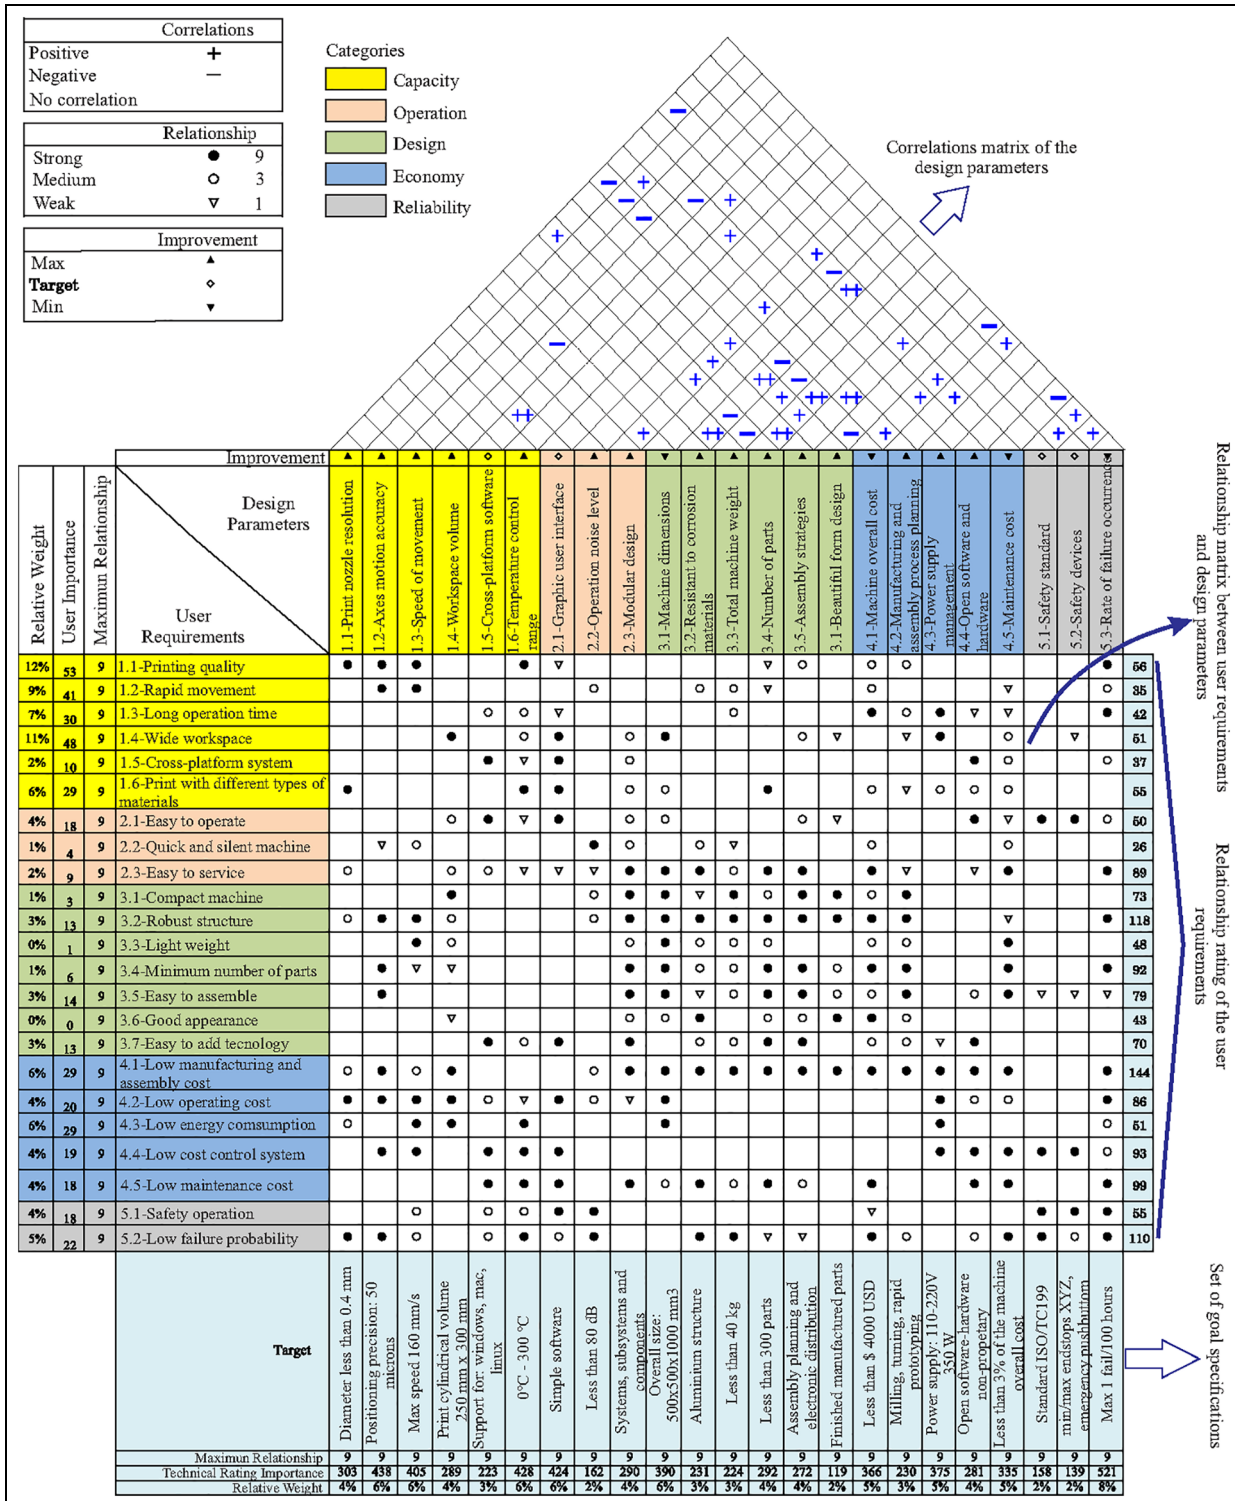 Correlations
Positive +
Negative −
No correlation
Relationship
Strong ● 9
Medium ○ 3
Weak ▽ 1
Improvement
Max ▲
Target ◇
Min ▼
Categories
Capacity
Operation
Design
Economy
Reliability
Correlations matrix of the
design parameters
Improvement
Design
Parameters
User
Requirements
Relative Weight
User Importance
Maximun Relationship
1.1-Print nozzle resolution
1.2-Axes motion accuracy
1.3-Speed of movement
1.4-Workspace volume
1.5-Cross-platform software
1.6-Temperature control
range
2.1-Graphic user interface
2.2-Operation noise level
2.3-Modular design
3.1-Machine dimensions
3.2-Resistant to corrosion
materials
3.3-Total machine weight
3.4-Number of parts
3.5-Assembly strategies
3.1-Beautiful form design
4.1-Machine overall cost
4.2-Manufacturing and
assembly process planning
4.3-Power supply
management
4.4-Open software and
hardware
4.5-Maintenance cost
5.1-Safety standard
5.2-Safety devices
5.3-Rate of failure occurrence
12% 53 9 1.1-Printing quality 56
9% 41 9 1.2-Rapid movement 35
7% 30 9 1.3-Long operation time 42
11% 48 9 1.4-Wide workspace 51
2% 10 9 1.5-Cross-platform system 37
6% 29 9 1.6-Print with different types of
materials 55
4% 18 9 2.1-Easy to operate 50
1% 4 9 2.2-Quick and silent machine 26
2% 9 9 2.3-Easy to service 89
1% 3 9 3.1-Compact machine 73
3% 13 9 3.2-Robust structure 118
0% 1 9 3.3-Light weight 48
1% 6 9 3.4-Minimum number of parts 92
3% 14 9 3.5-Easy to assemble 79
0% 0 9 3.6-Good appearance 43
3% 13 9 3.7-Easy to add tecnology 70
6% 29 9 4.1-Low manufacturing and
assembly cost 144
4% 20 9 4.2-Low operating cost 86
6% 29 9 4.3-Low energy comsumption 51
4% 19 9 4.4-Low cost control system 93
4% 18 9 4.5-Low maintenance cost 99
4% 18 9 5.1-Safety operation 55
5% 22 9 5.2-Low failure probability 110
Relationship matrix between user requirements
and design parameters
Relationship rating of the user
requirements
Set of goal specifications
Target
Diameter less than 0.4 mm
Positioning precision: 50
microns
Max speed 160 mm/s
Print cylindrical volume
250 mm x 300 mm
Support for: windows, mac,
linux
0°C - 300 °C
Simple software
Less than 80 dB
Systems, subsystems and
components
Overall size:
500x500x1000 mm3
Aluminum structure
Less than 40 kg
Less than 300 parts
Assembly planning and
electronic distribution
Finished manufactured parts
Less than $ 4000 USD
Milling, turning, rapid
prototyping
Power supply: 110-220V
350 W
Open software-hardware
non-propetary
Less than 3% of the machine
overall cost
Standard ISO/TC199
min/max endstops XYZ,
emergency pushbuttom
Max 1 fail/100 hours
Maximun Relationship 9 9 9 9 9 9 9 9 9 9 9 9 9 9 9 9 9 9 9 9 9 9 9
Technical Rating Importance 303 438 405 289 223 428 424 162 290 390 231 224 292 272 119 366 230 375 281 335 158 139 521
Relative Weight 4% 6% 6% 4% 3% 6% 6% 2% 4% 6% 3% 3% 4% 4% 2% 5% 3% 5% 4% 5% 2% 2% 8%